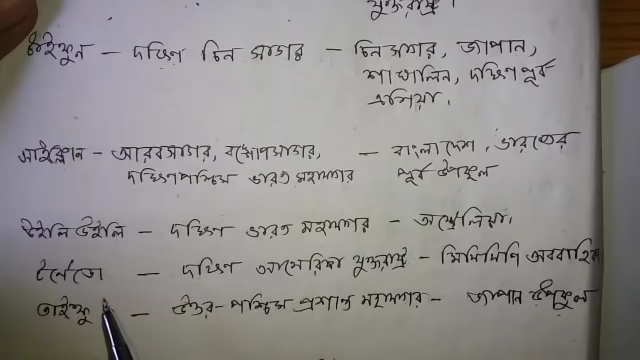 যুক্তরাষ্ট্র।
টাইফুন – দক্ষিণ চিন সাগর – চিনসাগর, জাপান,
শাখালিন, দক্ষিণপূর্ব
এশিয়া।
সাইক্লোন – আরবসাগর, বঙ্গোপসাগর, – বাংলাদেশ, ভারতের
দক্ষিণপশ্চিম ভারত মহাসাগর পূর্ব উপকূল
উইলি উইলি – দক্ষিণ ভারত মহাসাগর – অস্ট্রেলিয়া।
টর্নেডো – দক্ষিণ আমেরিকা যুক্তরাষ্ট্র – মিসিসিপি অববাহিকা
তাইফু – উত্তর-পশ্চিম প্রশান্ত মহাসাগর – জাপান উপকূল